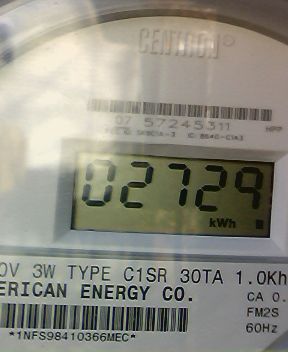 CENTRON®
07 57245311
HPP
02729
kWh
0V 3W TYPE C1SR 30TA 1.0Kh
ERICAN ENERGY CO.
CA 0.
FM2S
60Hz
*1NFS98410366MEC*